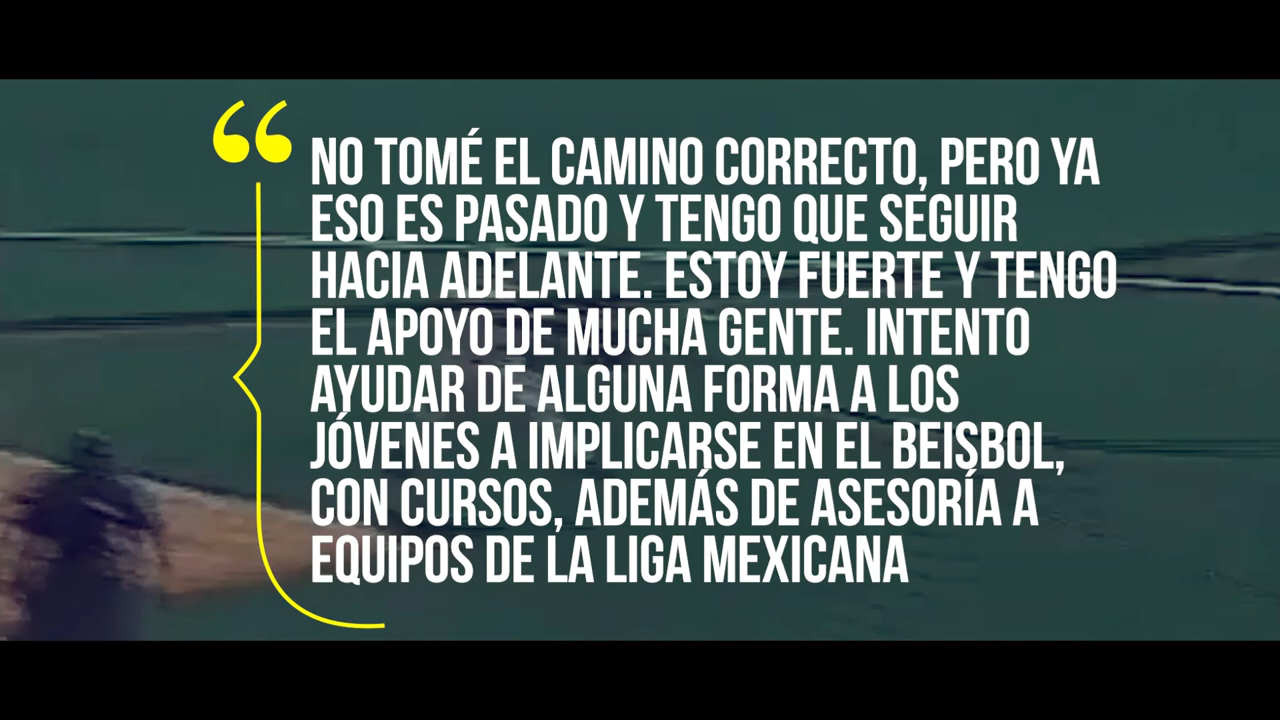 “
NO TOMÉ EL CAMINO CORRECTO, PERO YA
ESO ES PASADO Y TENGO QUE SEGUIR
HACIA ADELANTE. ESTOY FUERTE Y TENGO
EL APOYO DE MUCHA GENTE. INTENTO
AYUDAR DE ALGUNA FORMA A LOS
JÓVENES A IMPLICARSE EN EL BEISBOL,
CON CURSOS, ADEMÁS DE ASESORÍA A
EQUIPOS DE LA LIGA MEXICANA